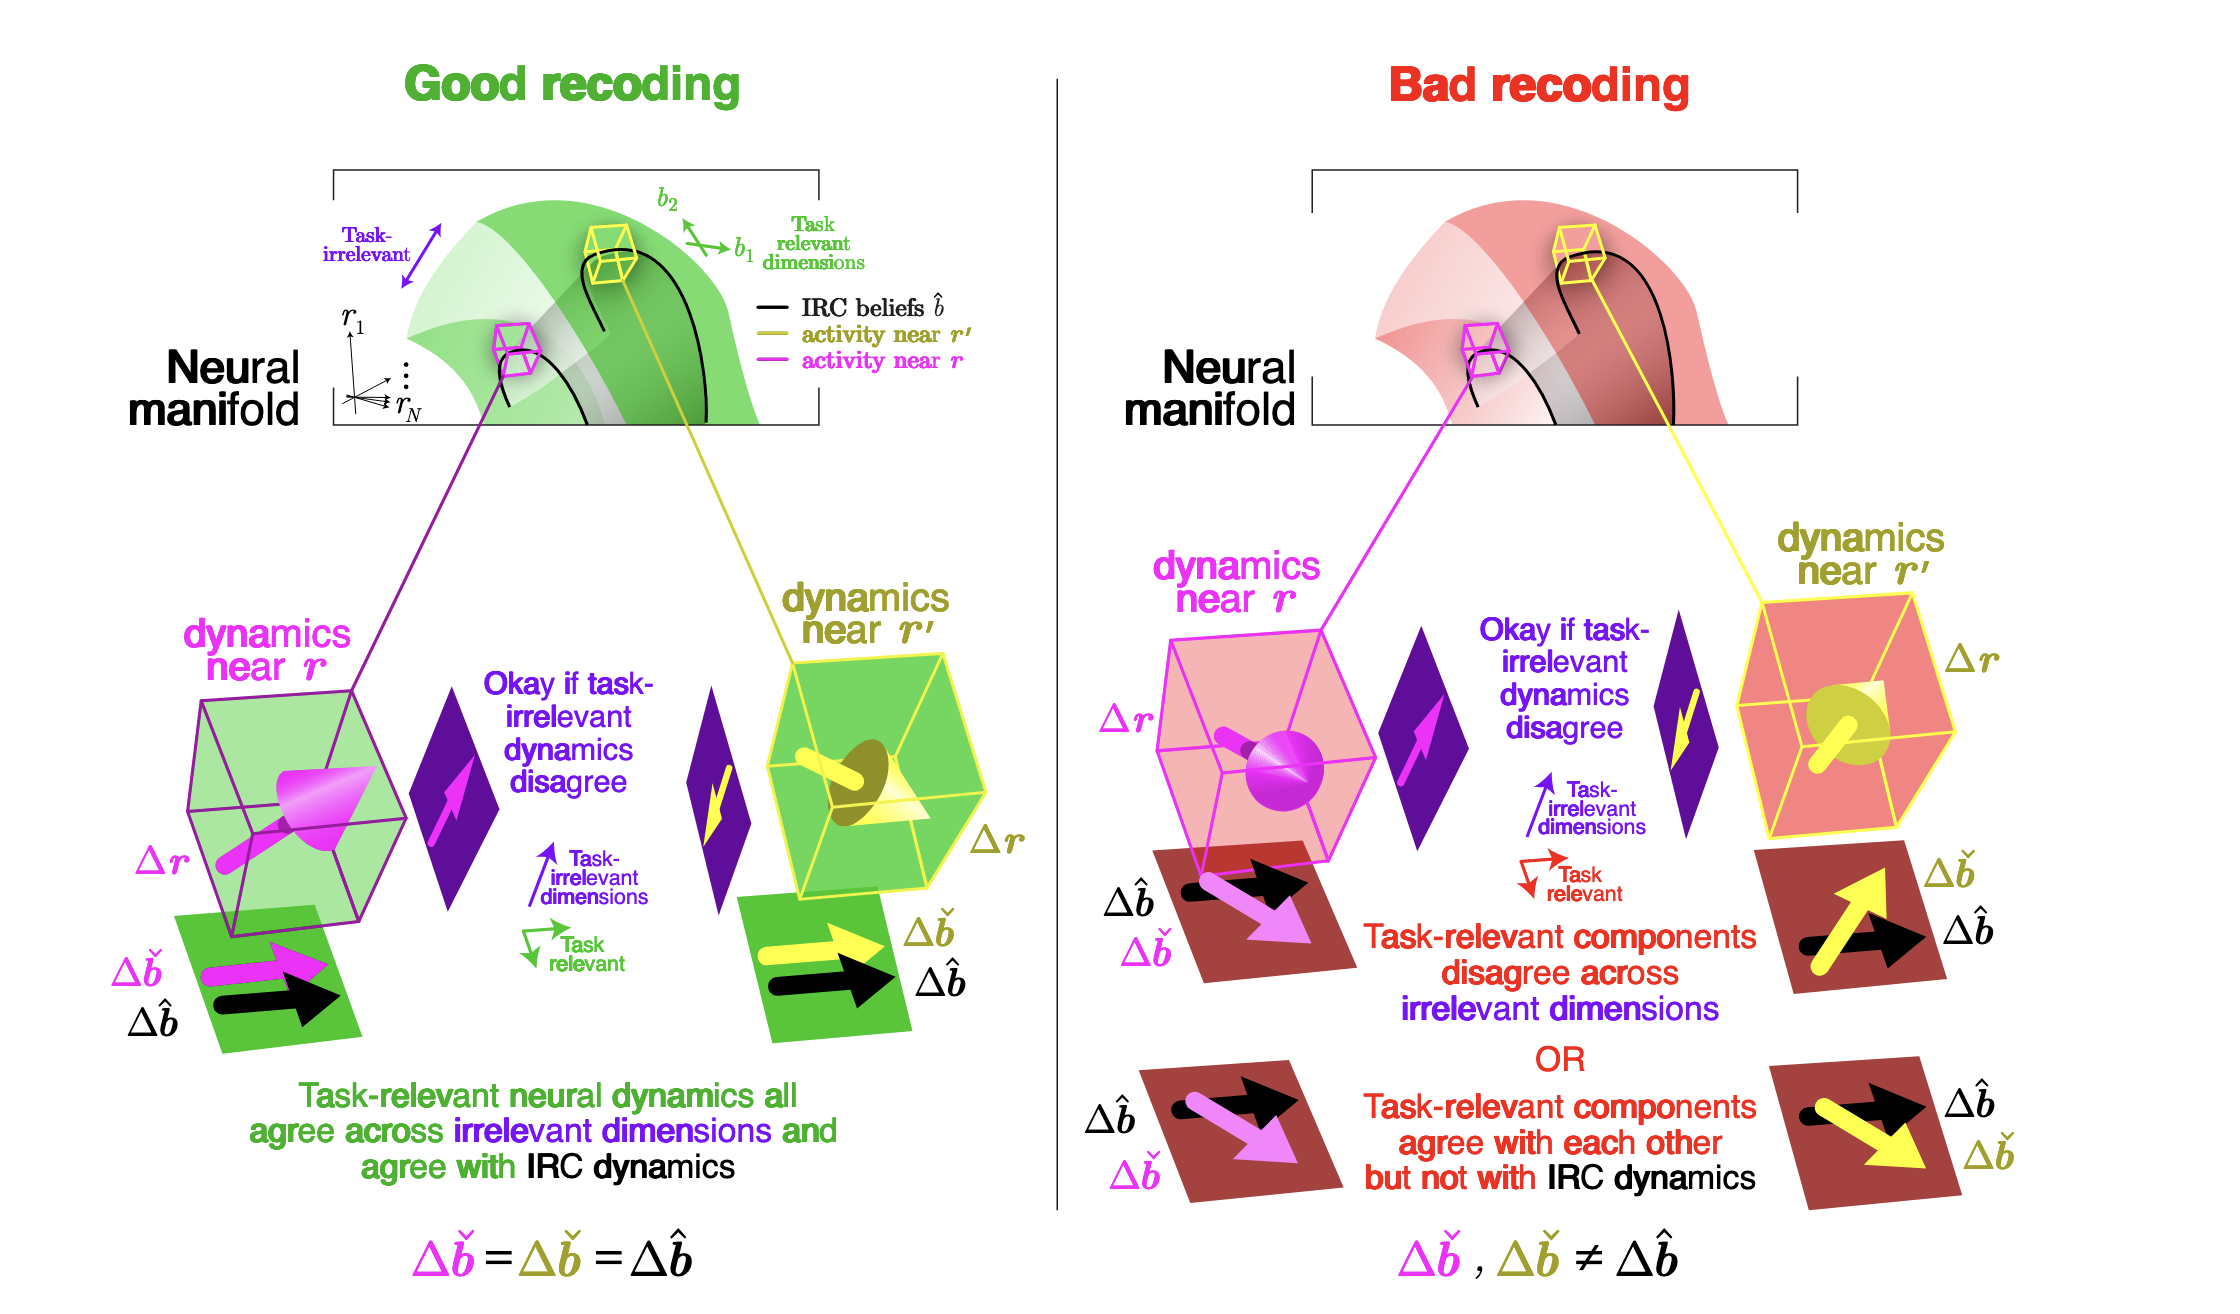 Good recoding
b₂
Task-
irrelevant
b₁
Task
relevant
dimensions
r₁
⋮
r_N
IRC beliefs b̂
activity near r′
activity near r
Neural
manifold
dynamics
near r
dynamics
near r′
Okay if task-
irrelevant
dynamics
disagree
Δr
Δr
Task-
irrelevant
dimensions
Task
relevant
Δb̌
Δb̂
Δb̌
Δb̂
Task-relevant neural dynamics all
agree across irrelevant dimensions and
agree with IRC dynamics
Δb̌ = Δb̌ = Δb̂
Bad recoding
Neural
manifold
dynamics
near r
dynamics
near r′
Okay if task-
irrelevant
dynamics
disagree
Δr
Δr
Task-
irrelevant
dimensions
Task
relevant
Δb̂
Δb̌
Δb̌
Δb̂
Task-relevant components
disagree across
irrelevant dimensions
OR
Δb̂
Δb̌
Task-relevant components
agree with each other
but not with IRC dynamics
Δb̂
Δb̌
Δb̌ , Δb̌ ≠ Δb̂